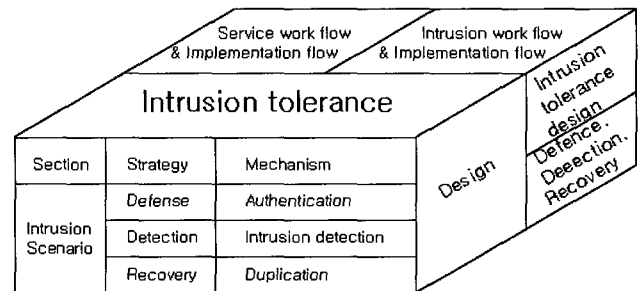 Service work flow
& Implementation flow
Intrusion work flow
& Implementation flow
Intrusion tolerance
Section
Strategy
Mechanism
Intrusion
Scenario
Defense
Authentication
Detection
Intrusion detection
Recovery
Duplication
Design
Intrusion
tolerance
design
Defence,
Deeection,
Recovery